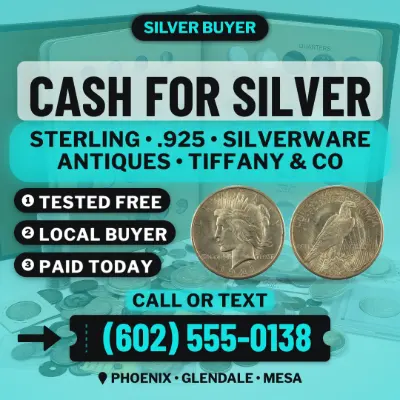 SILVER BUYER
QUARTERS
CASH FOR SILVER
STERLING • .925 • SILVERWARE
ANTIQUES • TIFFANY & CO
1 TESTED FREE
2 LOCAL BUYER
3 PAID TODAY
CALL OR TEXT
(602) 555-0138
PHOENIX • GLENDALE • MESA